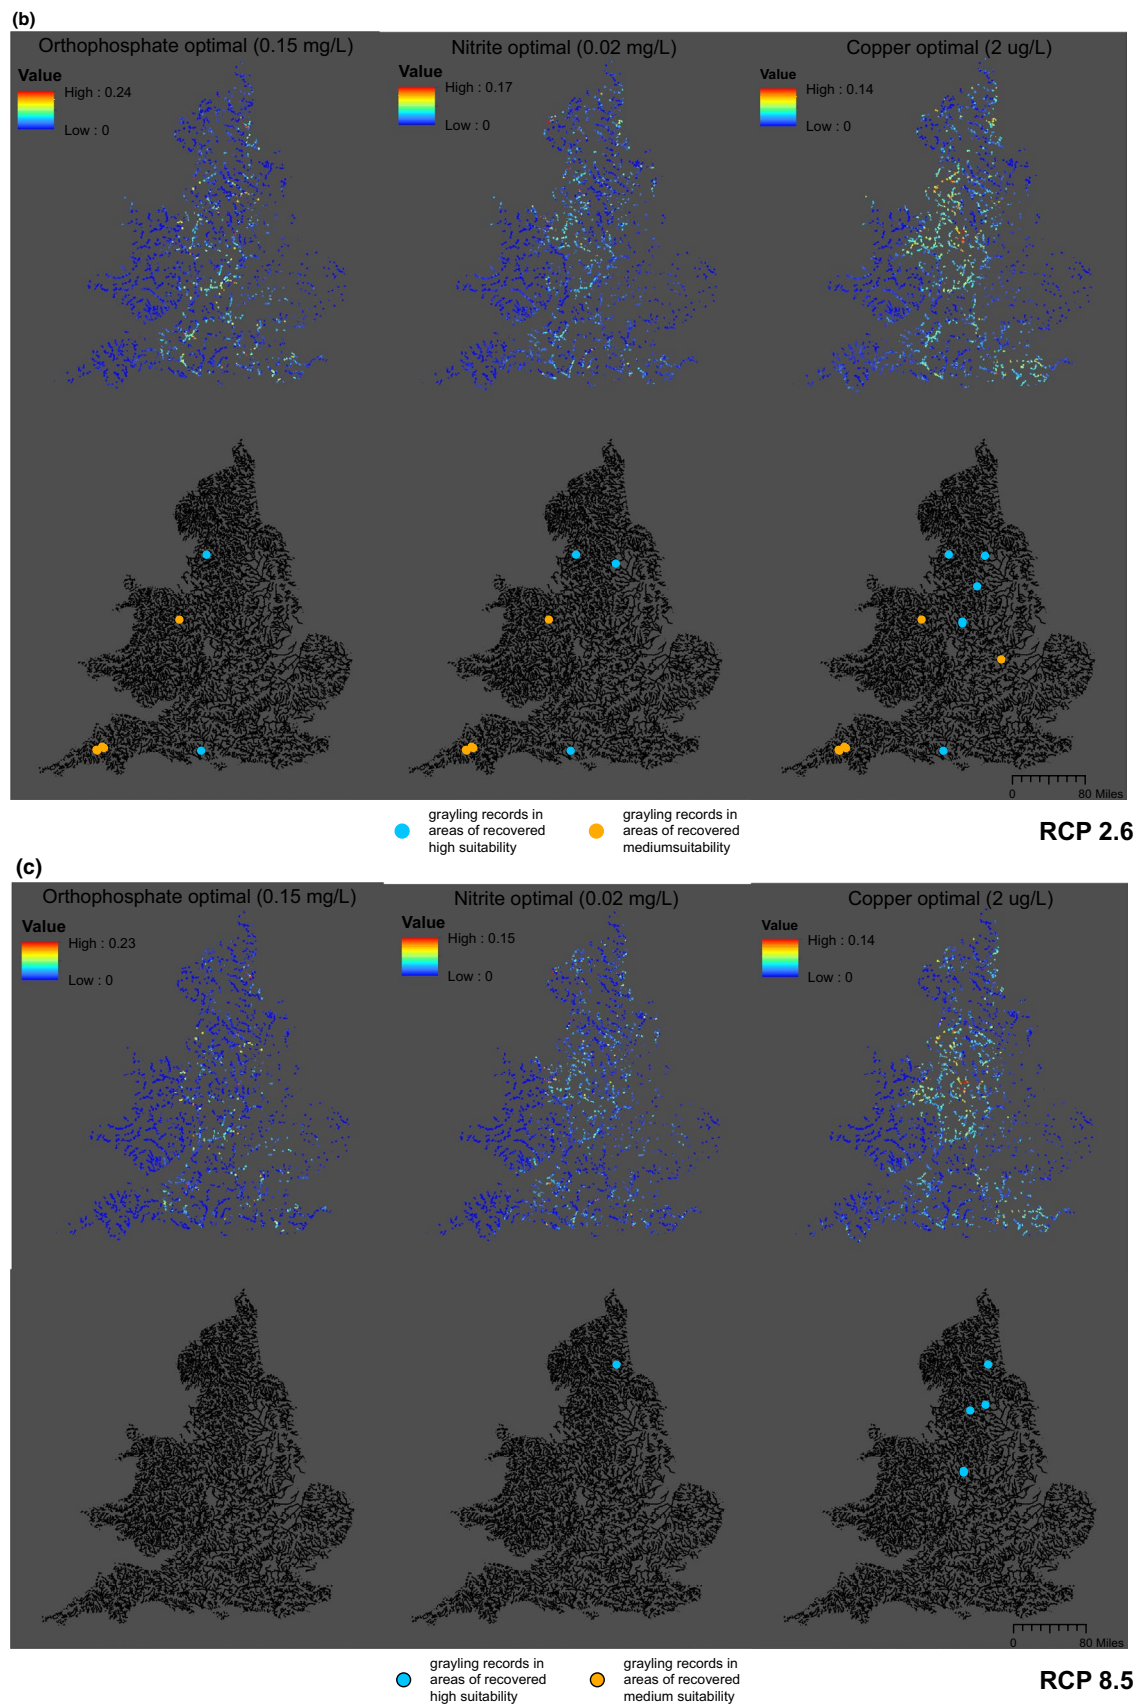 (b)
Orthophosphate optimal (0.15 mg/L)
Nitrite optimal (0.02 mg/L)
Copper optimal (2 ug/L)
Value
High : 0.24
Low : 0
Value
High : 0.17
Low : 0
Value
High : 0.14
Low : 0
0 80 Miles
grayling records in
areas of recovered
high suitability
grayling records in
areas of recovered
mediumsuitability
RCP 2.6
(c)
Orthophosphate optimal (0.15 mg/L)
Nitrite optimal (0.02 mg/L)
Copper optimal (2 ug/L)
Value
High : 0.23
Low : 0
Value
High : 0.15
Low : 0
Value
High : 0.14
Low : 0
0 80 Miles
grayling records in
areas of recovered
high suitability
grayling records in
areas of recovered
medium suitability
RCP 8.5